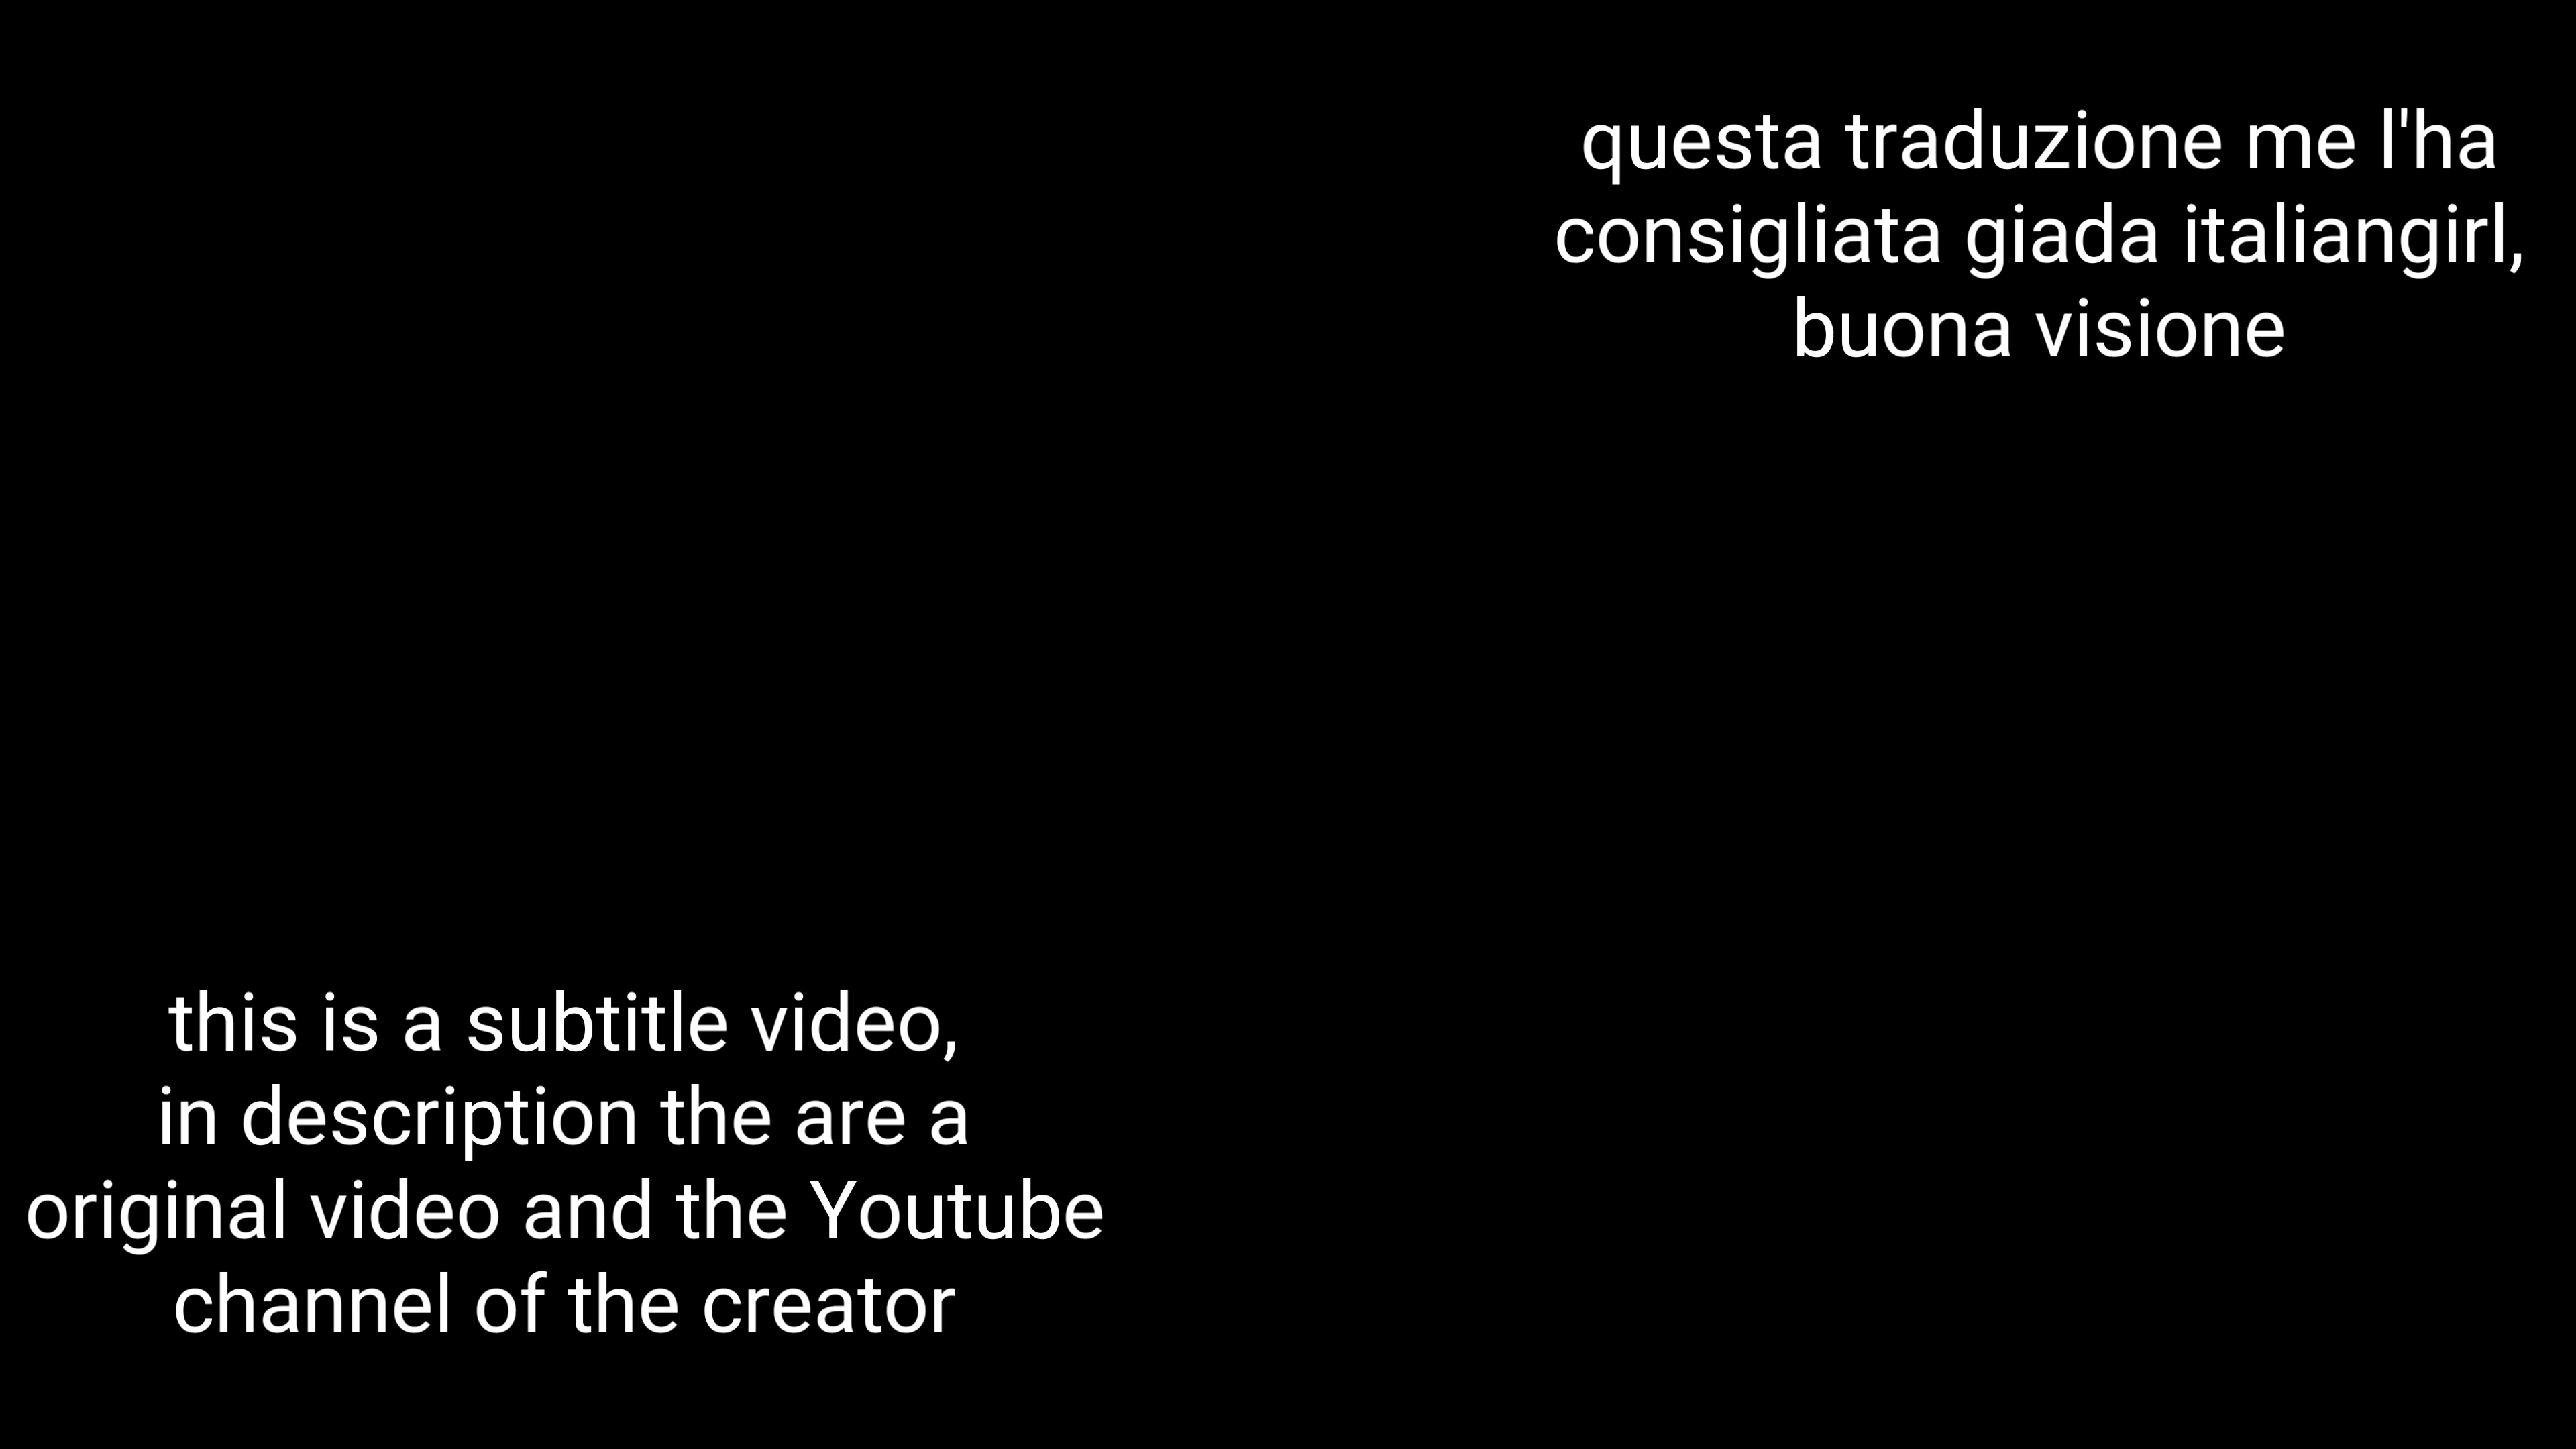 questa traduzione me l'ha
consigliata giada italiangirl,
buona visione
this is a subtitle video,
in description the are a
original video and the Youtube
channel of the creator